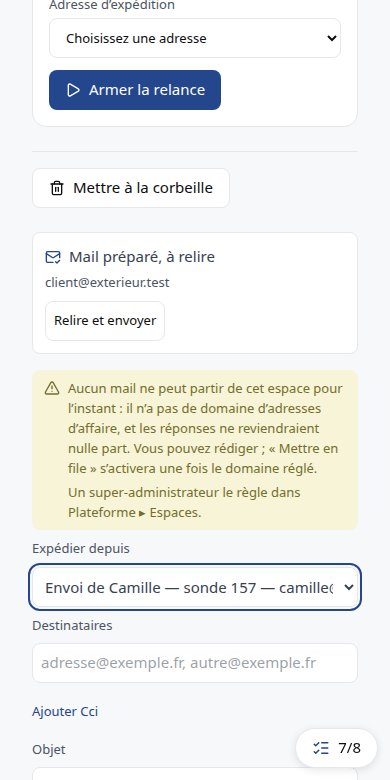 Adresse d’expédition
Choisissez une adresse
Armer la relance
Mettre à la corbeille
Mail préparé, à relire
client@exterieur.test
Relire et envoyer
Aucun mail ne peut partir de cet espace pour
l’instant : il n’a pas de domaine d’adresses
d’affaire, et les réponses ne reviendraient
nulle part. Vous pouvez rédiger ; « Mettre en
file » s’activera une fois le domaine réglé.
Un super-administrateur le règle dans
Plateforme ▸ Espaces.
Expédier depuis
Envoi de Camille — sonde 157 — camille@
Destinataires
adresse@exemple.fr, autre@exemple.fr
Ajouter Cci
7/8
Objet